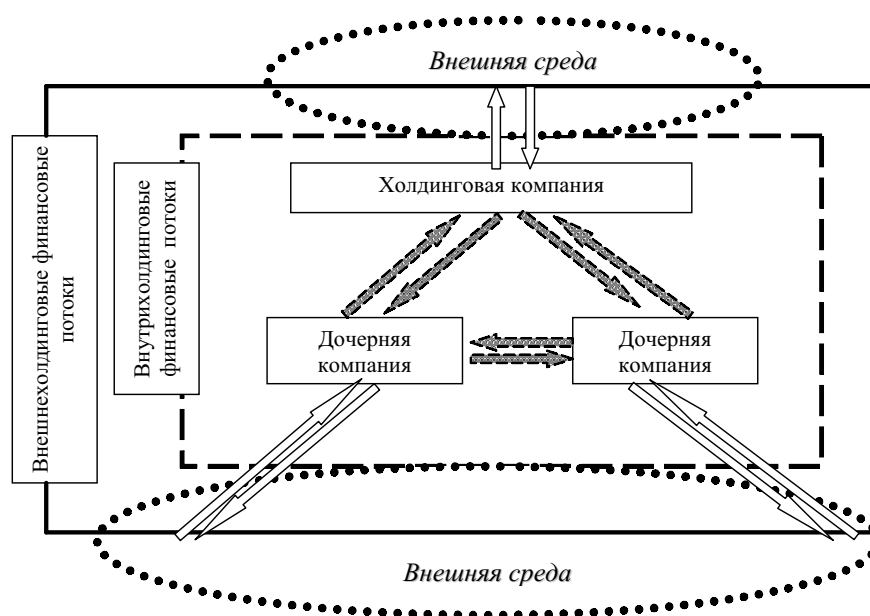 Внешняя среда
Холдинговая компания
Внешнехолдинговые финансовые
потоки
Внутрихолдинговые
финансовые потоки
Дочерняя
компания
Дочерняя
компания
Внешняя среда